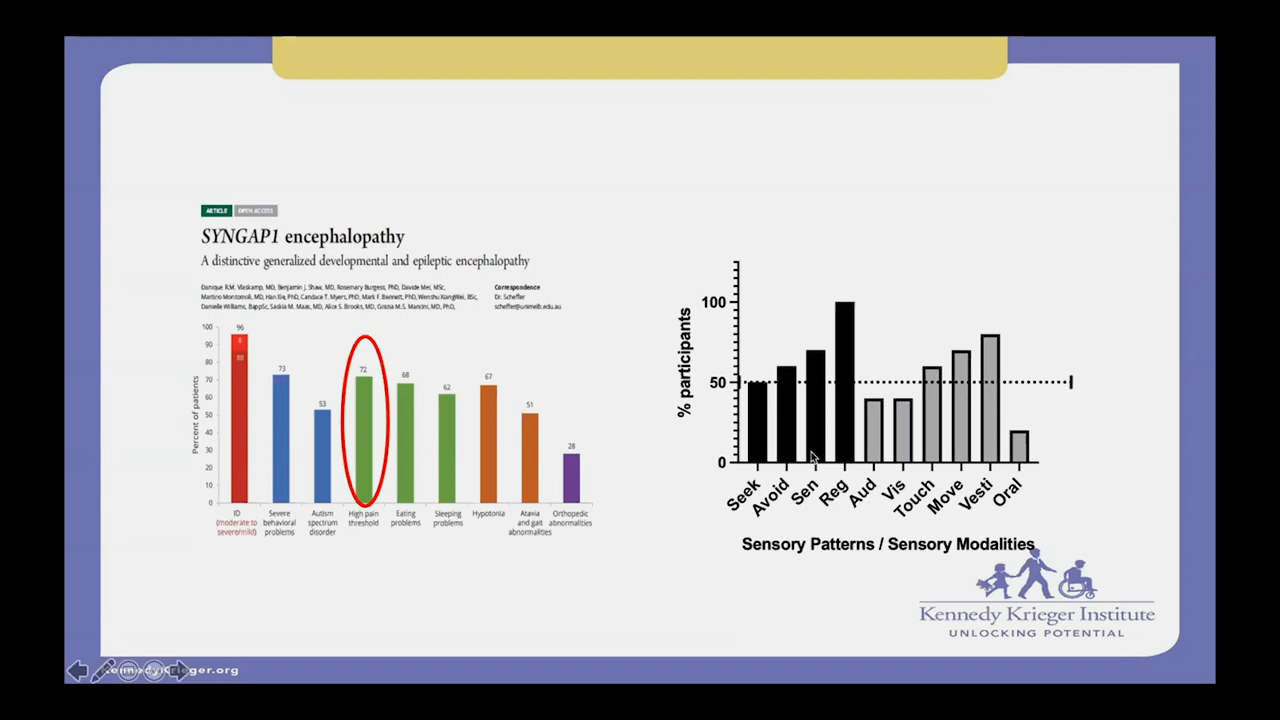 ARTICLE OPEN ACCESS
SYNGAP1 encephalopathy
A distinctive generalized developmental and epileptic encephalopathy
Danique R.M. Vlaskamp, MD, Benjamin J. Shaw, MD, Rosemary Burgess, PhD, Davide Mei, MSc,
Martino Montomoli, MD, Han Xie, PhD, Candace T. Myers, PhD, Mark F. Bennett, PhD, Wenshu XiangWei, BSc,
Danielle Williams, BappSc, Saskia M. Maas, MD, Alice S. Brooks, MD, Grazia M.S. Mancini, MD, PhD,
Correspondence
Dr. Scheffer
scheffer@unimelb.edu.au
Percent of patients
100
90
80
70
60
50
40
30
20
10
0
96
8
88
73
53
72
68
62
67
51
28
ID
(moderate to
severe/mild)
Severe
behavioral
problems
Autism
spectrum
disorder
High pain
threshold
Eating
problems
Sleeping
problems
Hypotonia
Ataxia
and gait
abnormalities
Orthopedic
abnormalities
% participants
100
50
0
Seek
Avoid
Sen
Reg
Aud
Vis
Touch
Move
Vesti
Oral
Sensory Patterns / Sensory Modalities
Kennedy Krieger Institute
UNLOCKING POTENTIAL
KennedyKrieger.org